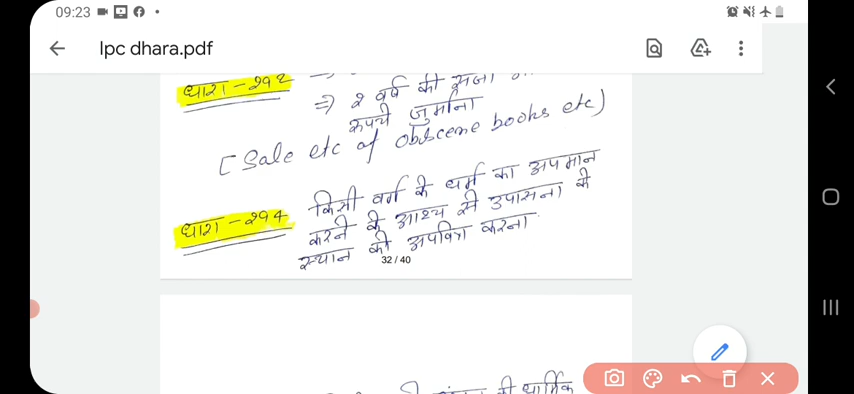 09:23
Ipc dhara.pdf
धारा-292
⇒ 2 वर्ष की सजा
रूपये जुर्माना
[Sale etc of obscene books etc)
धारा-294 किसी वर्ग के धर्म का अपमान
करने के आश्य से उपासना के
स्थान को अपवित्र करना
32 / 40
की धार्मिक